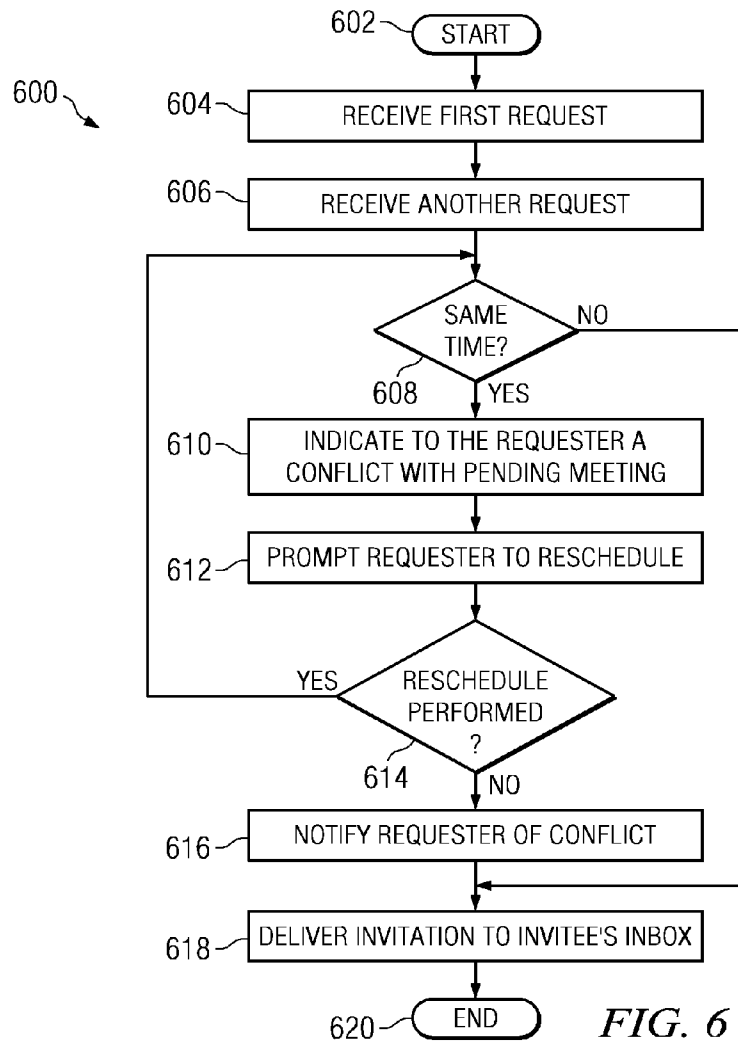 602
START
600
604
RECEIVE FIRST REQUEST
606
RECEIVE ANOTHER REQUEST
SAME
TIME?
NO
608
YES
610
INDICATE TO THE REQUESTER A
CONFLICT WITH PENDING MEETING
612
PROMPT REQUESTER TO RESCHEDULE
YES
RESCHEDULE
PERFORMED
?
614
NO
616
NOTIFY REQUESTER OF CONFLICT
618
DELIVER INVITATION TO INVITEE'S INBOX
620
END
FIG. 6